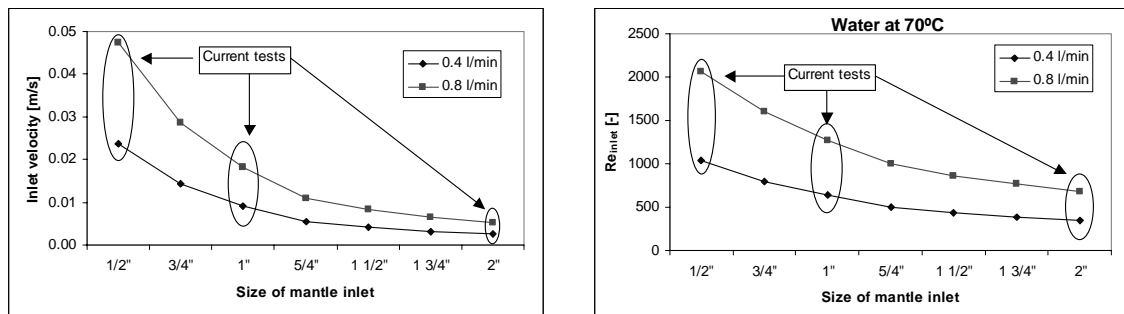 0.05
0.04
0.03
0.02
0.01
0.00
Inlet velocity [m/s]
Current tests
0.4 l/min
0.8 l/min
1/2" 3/4" 1" 5/4" 1 1/2" 1 3/4" 2"
Size of mantle inlet
Water at 70ºC
2500
2000
1500
1000
500
0
Reinlet [-]
Current tests
0.4 l/min
0.8 l/min
1/2" 3/4" 1" 5/4" 1 1/2" 1 3/4" 2"
Size of mantle inlet